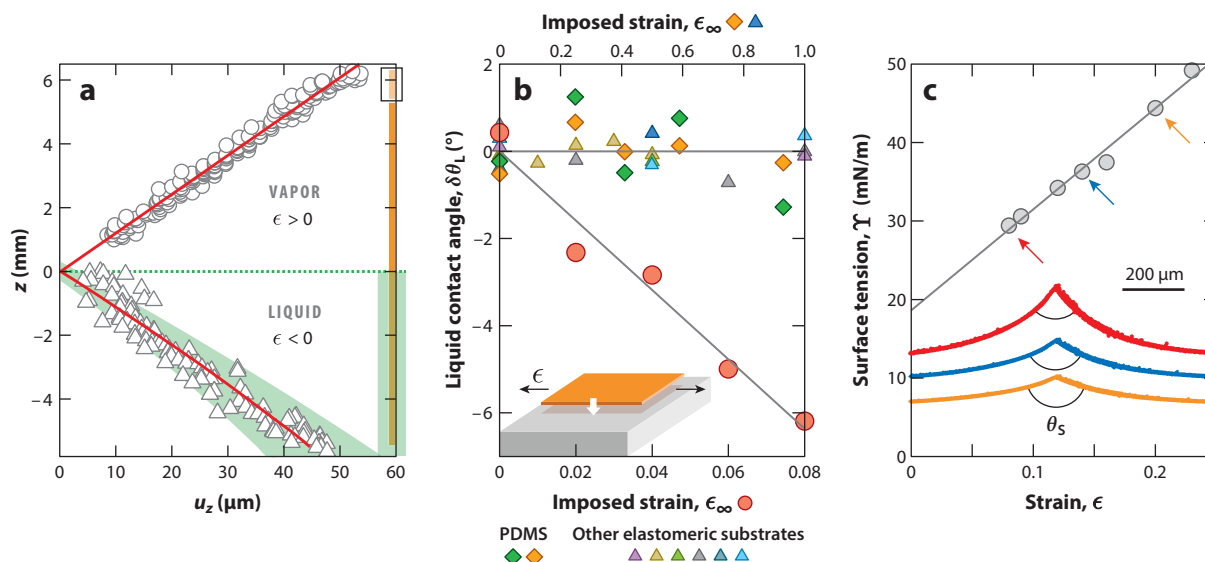 a
6
4
2
0
−2
−4
z (mm)
VAPOR
ϵ > 0
LIQUID
ϵ < 0
0 10 20 30 40 50 60
u_z (µm)
Imposed strain, ϵ∞
0 0.2 0.4 0.6 0.8 1.0
b
2
0
−2
−4
−6
Liquid contact angle, δθ_L (°)
ϵ
0 0.02 0.04 0.06 0.08
Imposed strain, ϵ∞
PDMS Other elastomeric substrates
c
50
40
30
20
10
0
Surface tension, ϒ (mN/m)
200 µm
θ_S
0 0.1 0.2
Strain, ϵ